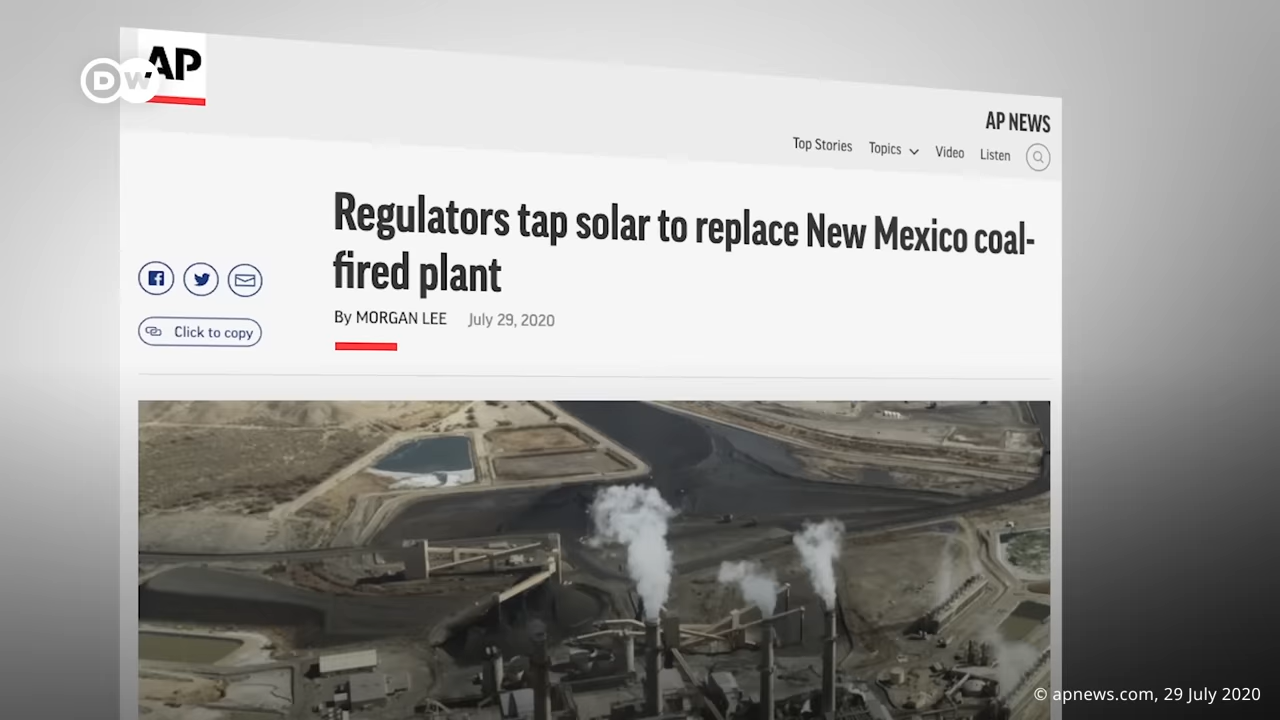 AP
DW
AP NEWS
Top Stories Topics Video Listen
Regulators tap solar to replace New Mexico coal-
fired plant
By MORGAN LEE July 29, 2020
Click to copy
© apnews.com, 29 July 2020